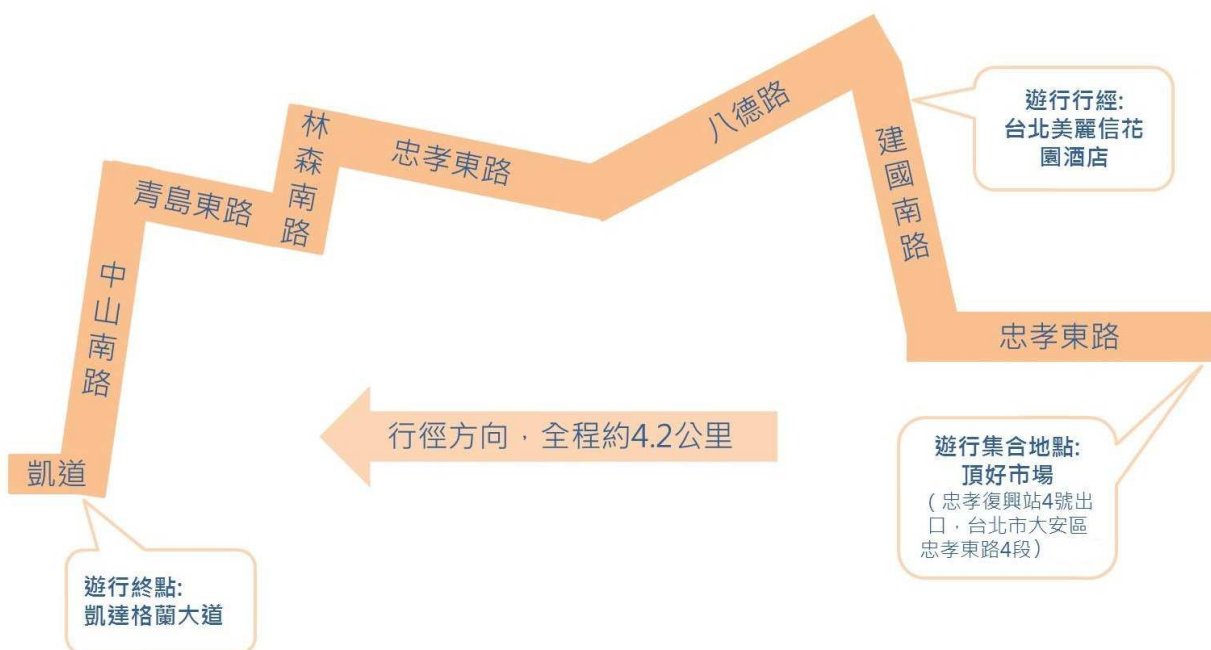 遊行行經:
台北美麗信花
園酒店
八德路
建國南路
林森南路
忠孝東路
青島東路
中山南路
忠孝東路
行徑方向，全程約4.2公里
凱道
遊行集合地點:
頂好市場
（忠孝復興站4號出
口，台北市大安區
忠孝東路4段）
遊行終點:
凱達格蘭大道